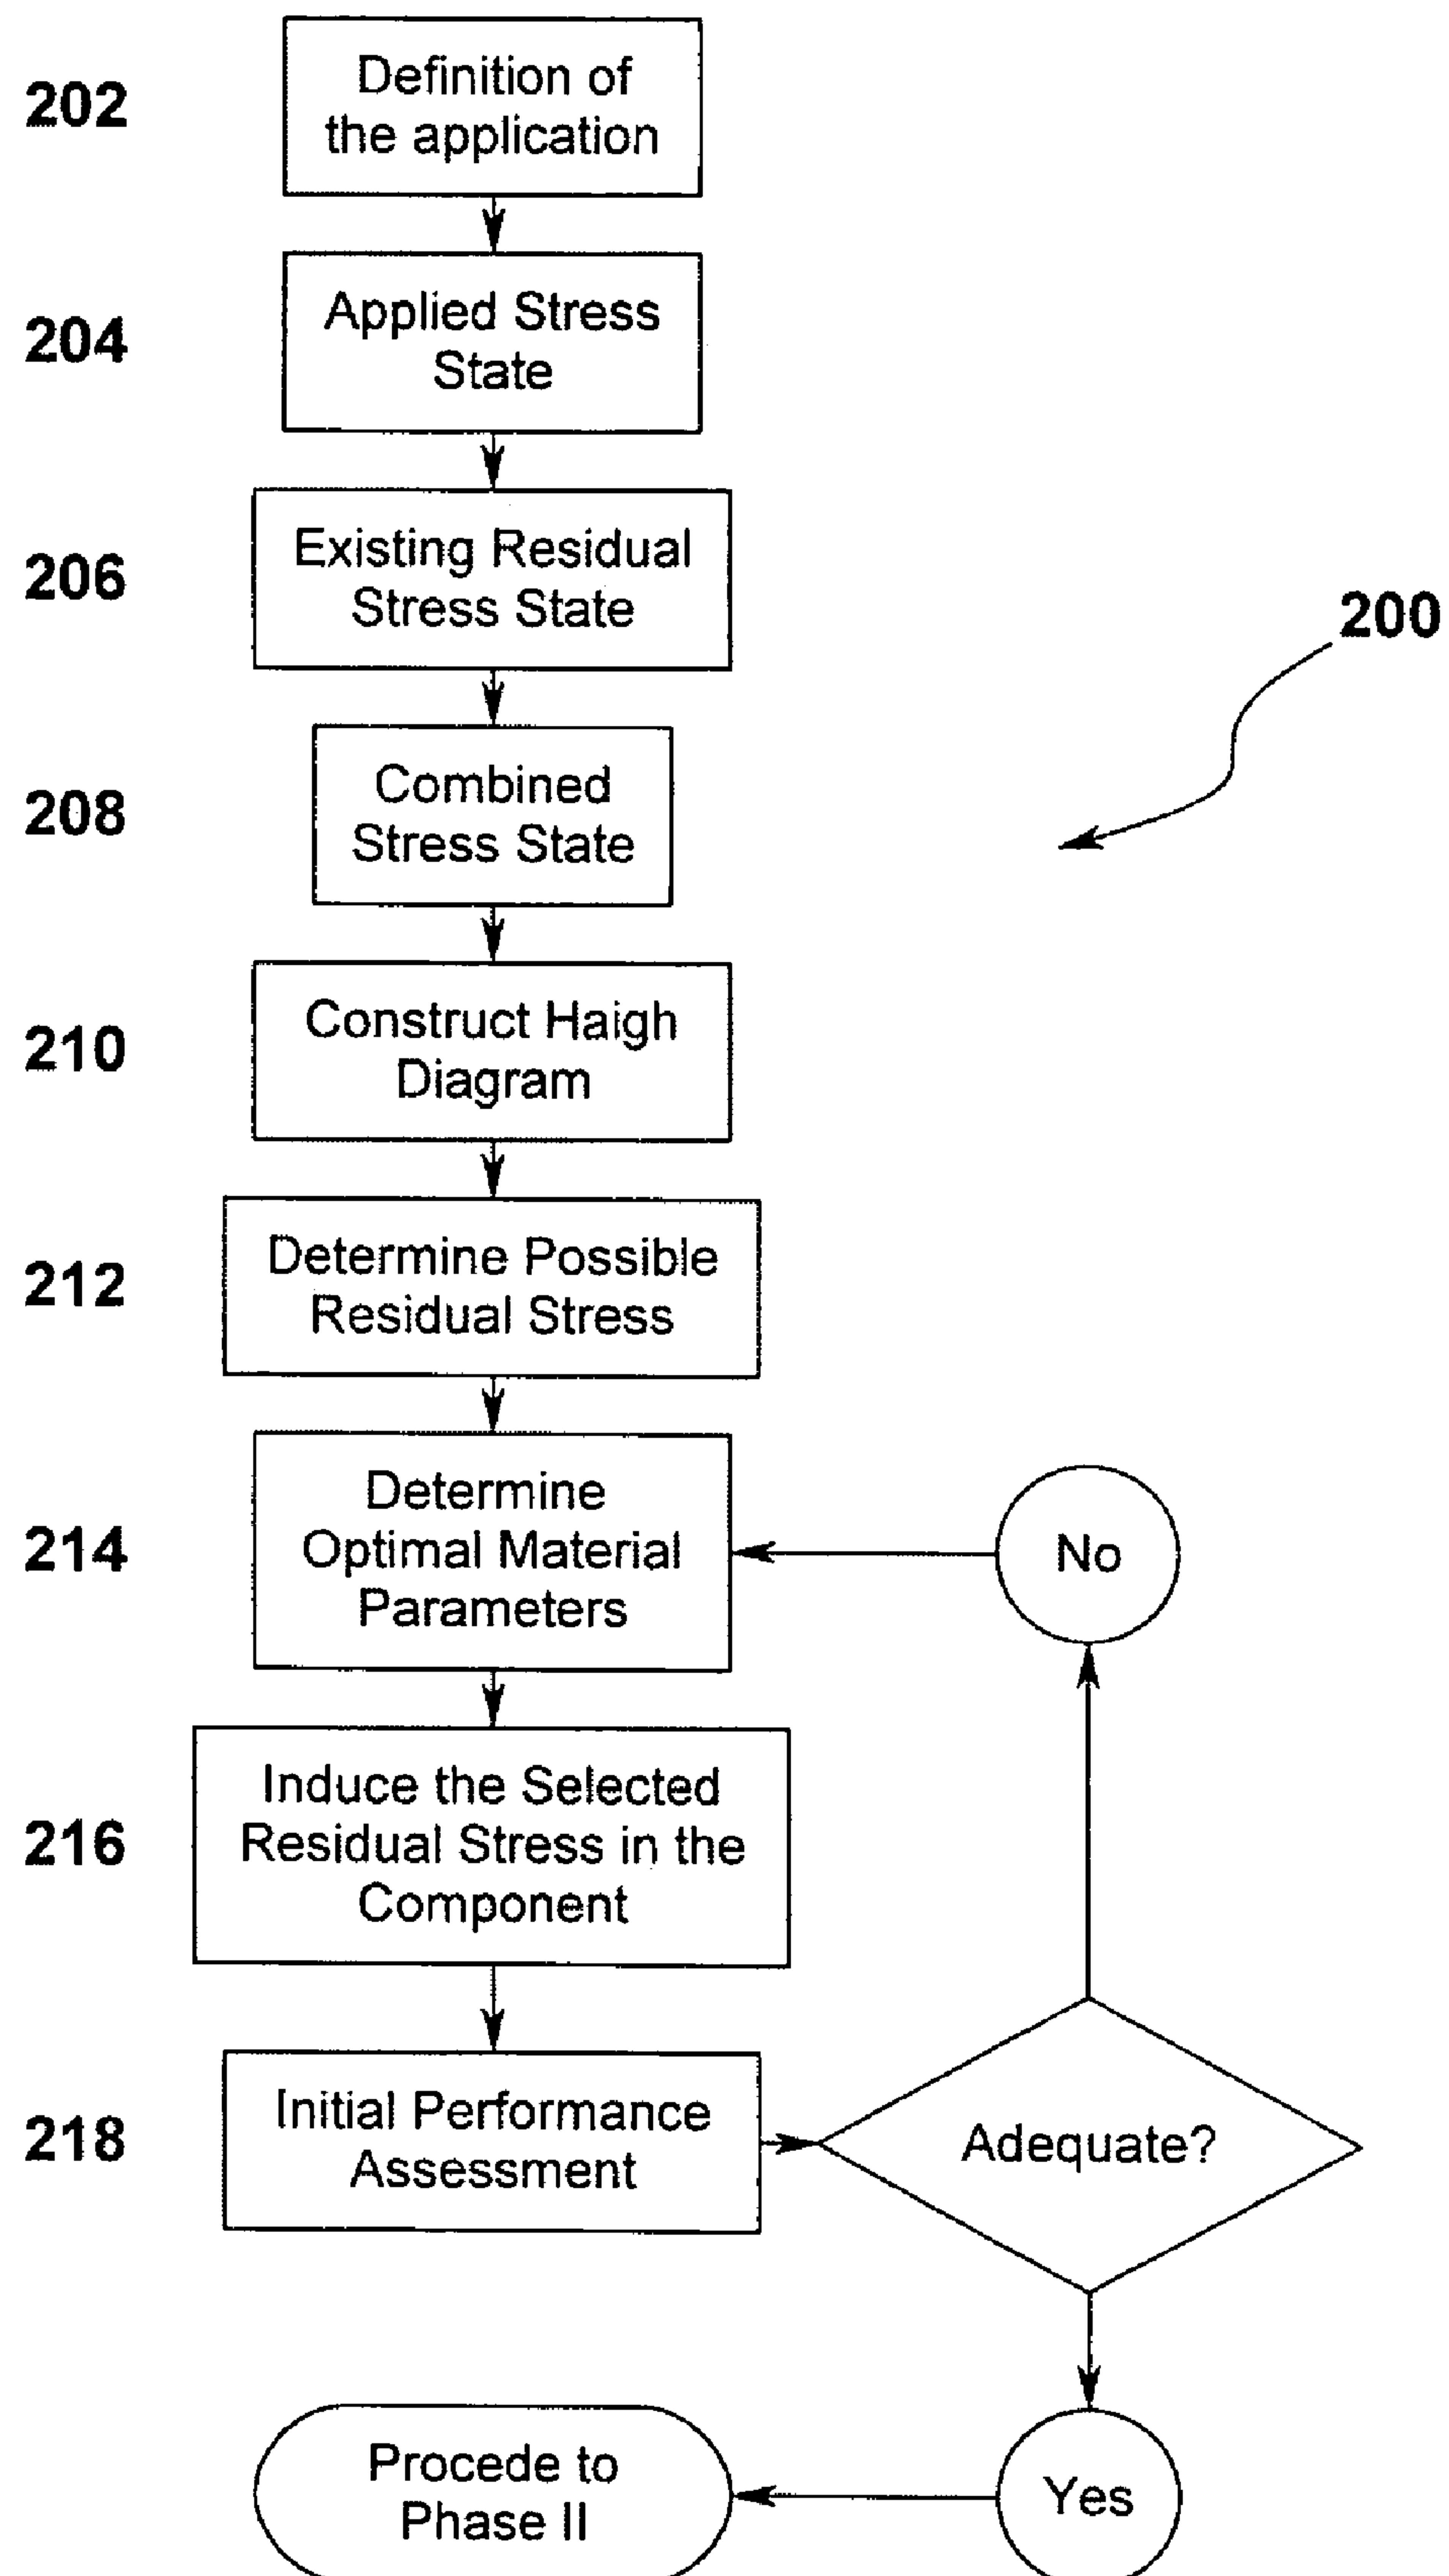 202
Definition of
the application
204
Applied Stress
State
206
Existing Residual
Stress State
200
208
Combined
Stress State
210
Construct Haigh
Diagram
212
Determine Possible
Residual Stress
214
Determine
Optimal Material
Parameters
No
216
Induce the Selected
Residual Stress in the
Component
218
Initial Performance
Assessment
Adequate?
Procede to
Phase II
Yes